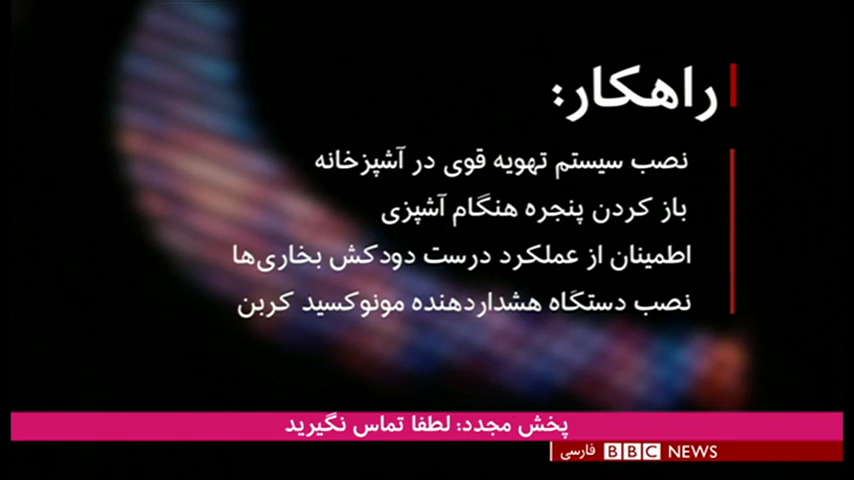 راهکار:
نصب سیستم تهویه قوی در آشپزخانه
باز کردن پنجره هنگام آشپزی
اطمینان از عملکرد درست دودکش بخاری‌ها
نصب دستگاه هشداردهنده مونوکسید کربن
پخش مجدد: لطفا تماس نگیرید
BBC NEWS فارسی